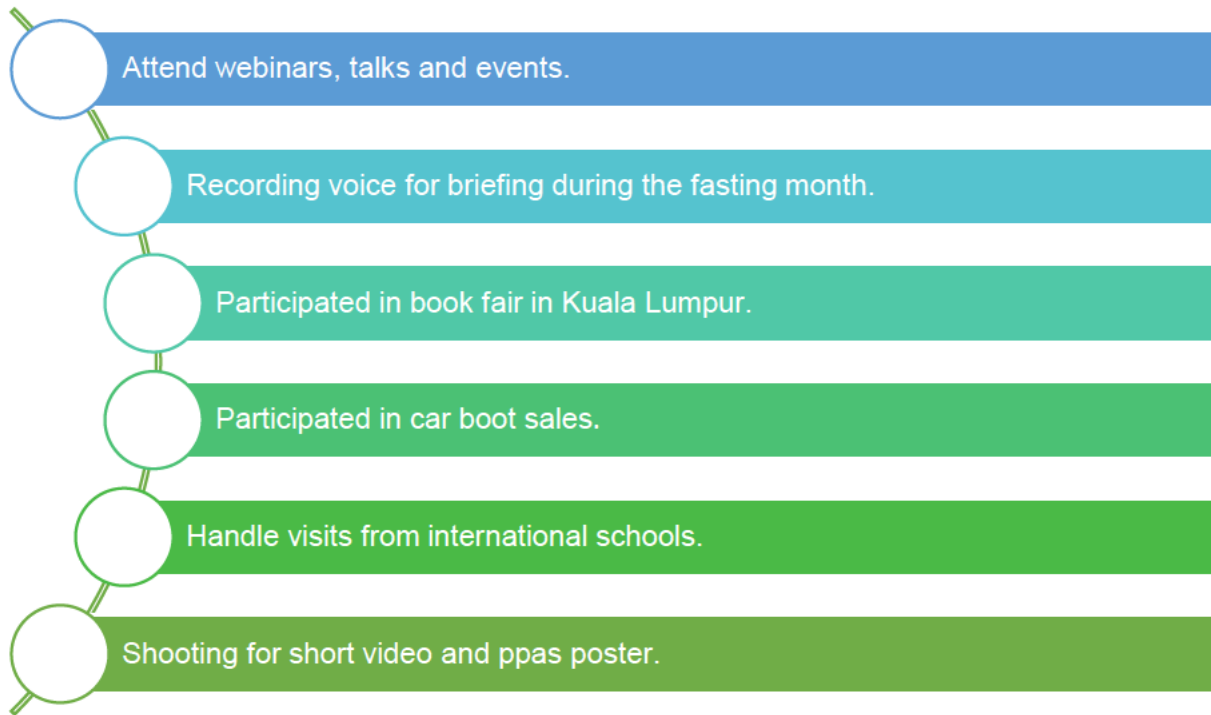 Attend webinars, talks and events.
Recording voice for briefing during the fasting month.
Participated in book fair in Kuala Lumpur.
Participated in car boot sales.
Handle visits from international schools.
Shooting for short video and ppas poster.